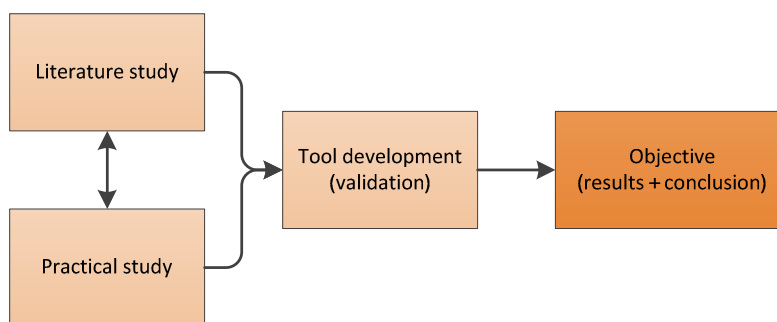 Literature study
Practical study
Tool development
(validation)
Objective
(results + conclusion)